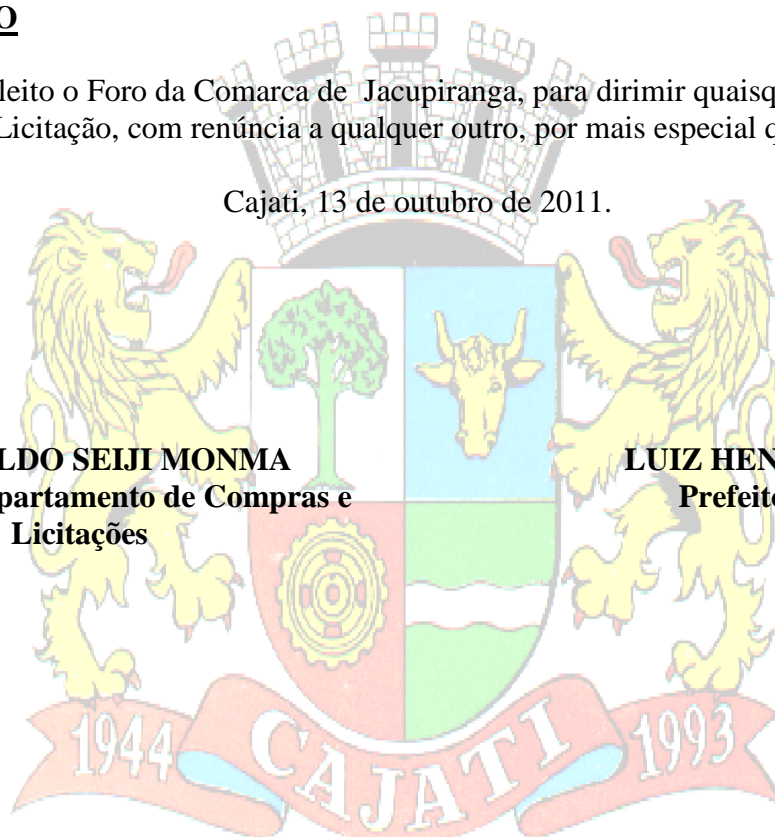 O
leito o Foro da Comarca de Jacupiranga, para dirimir quaisq
Licitação, com renúncia a qualquer outro, por mais especial q
Cajati, 13 de outubro de 2011.
LDO SEIJI MONMA
LUIZ HEN
partamento de Compras e
Prefeito
Licitações
1944
CAJATI
1993